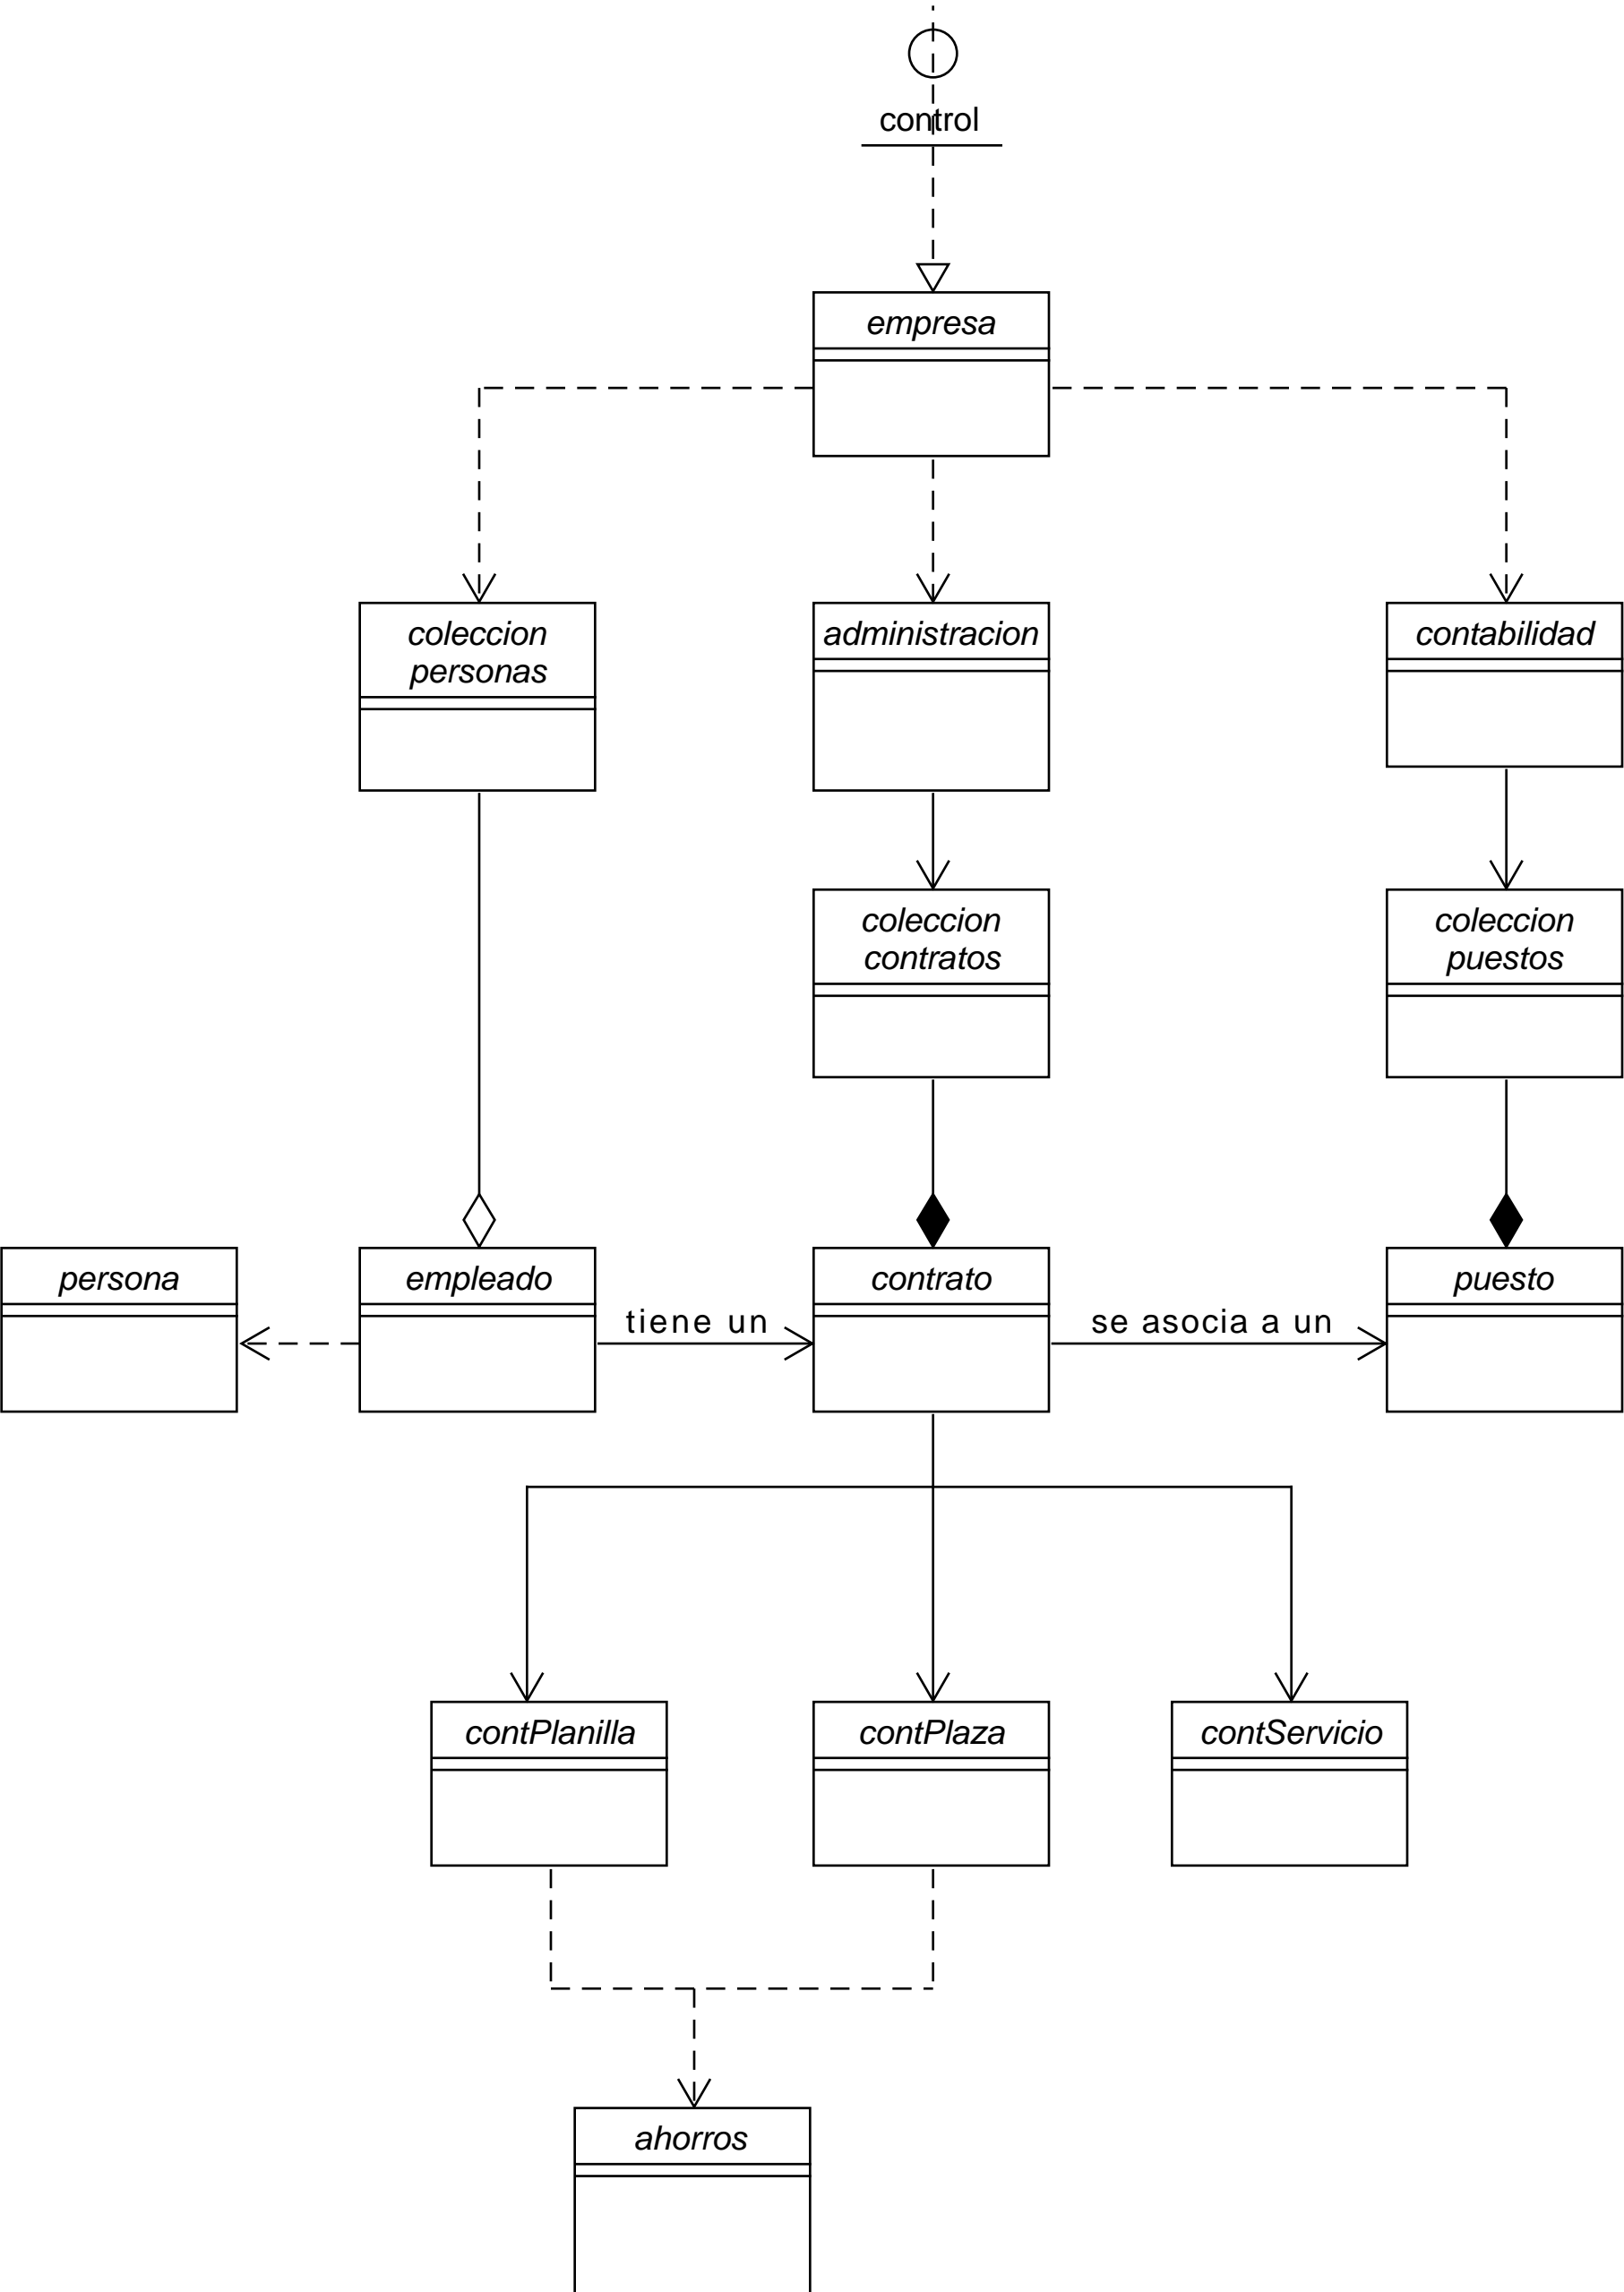 control
empresa
coleccion
personas
administracion
contabilidad
coleccion
contratos
coleccion
puestos
persona
empleado
tiene un
contrato
se asocia a un
puesto
contPlanilla
contPlaza
contServicio
ahorros